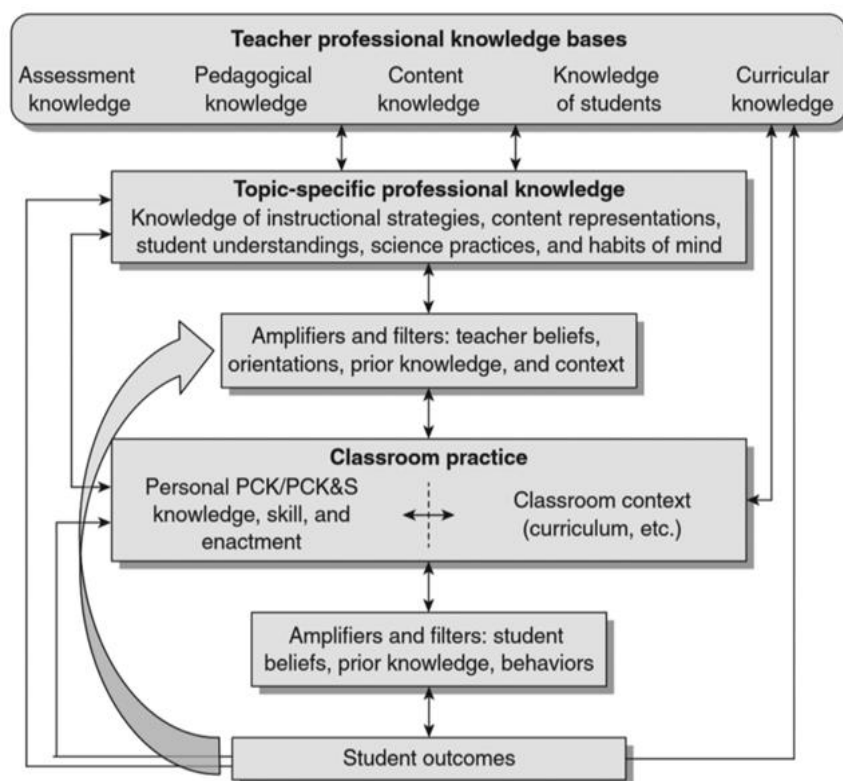 Teacher professional knowledge bases
Assessment knowledge
Pedagogical knowledge
Content knowledge
Knowledge of students
Curricular knowledge
Topic-specific professional knowledge
Knowledge of instructional strategies, content representations,
student understandings, science practices, and habits of mind
Amplifiers and filters: teacher beliefs,
orientations, prior knowledge, and context
Classroom practice
Personal PCK/PCK&S
knowledge, skill, and
enactment
Classroom context
(curriculum, etc.)
Amplifiers and filters: student
beliefs, prior knowledge, behaviors
Student outcomes